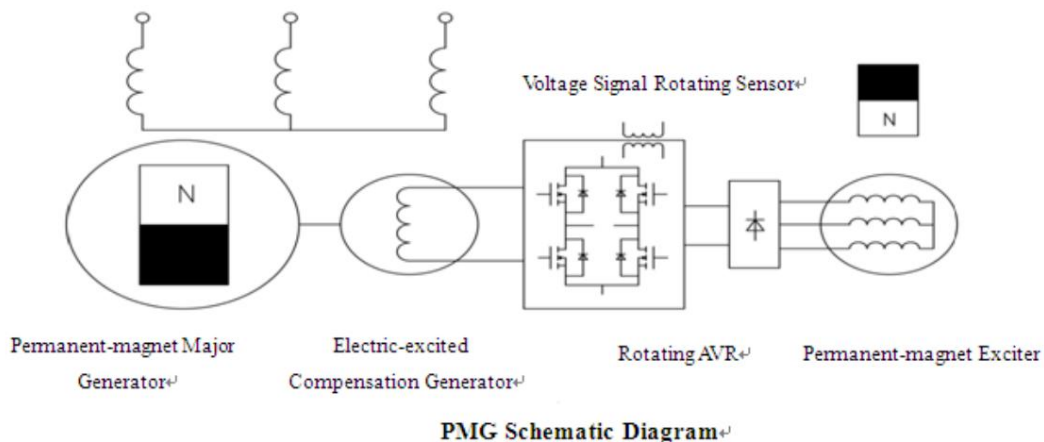 Voltage Signal Rotating Sensor↵
N
N
Permanent-magnet Major
Generator↵
Electric-excited
Compensation Generator↵
Rotating AVR↵
Permanent-magnet Exciter
PMG Schematic Diagram↵